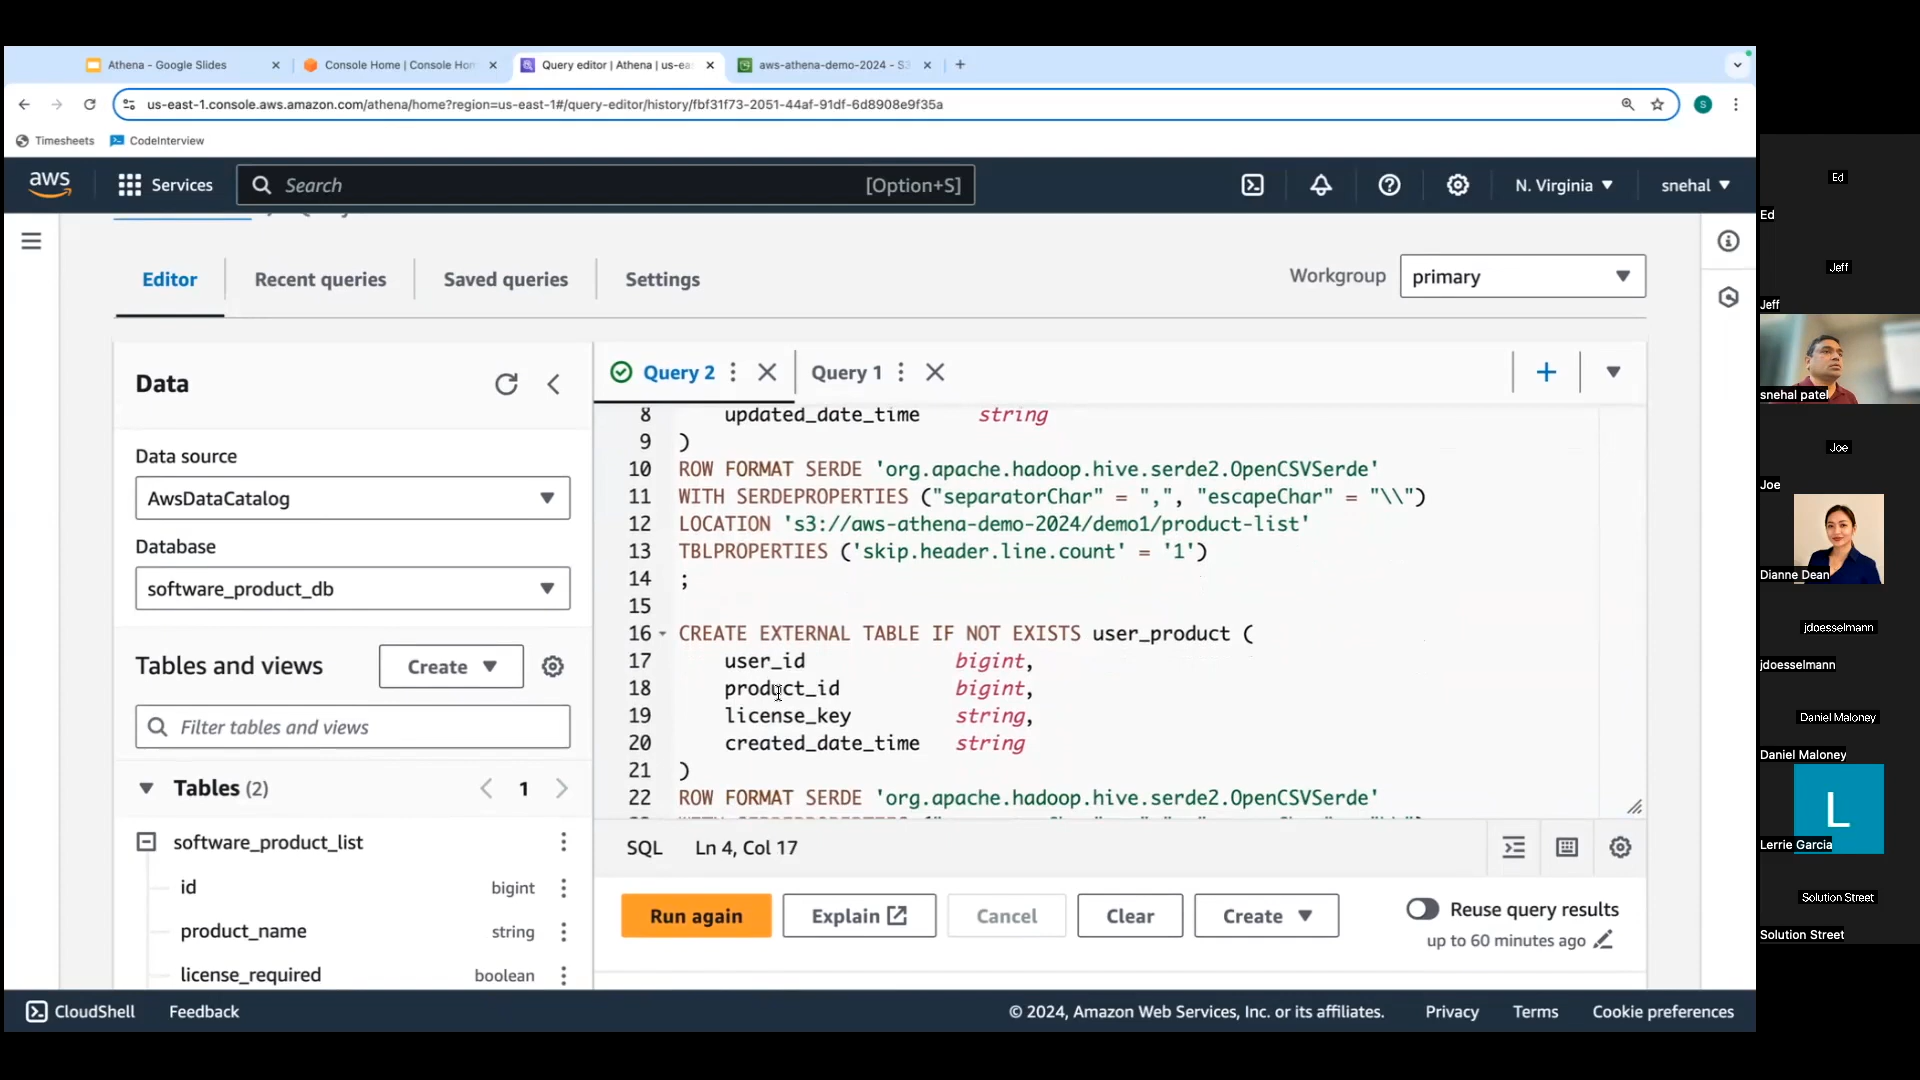 Athena - Google Slides
Console Home | Console Hom
Query editor | Athena | us-ea
aws-athena-demo-2024 - S3
us-east-1.console.aws.amazon.com/athena/home?region=us-east-1#/query-editor/history/fbf31f73-2051-44af-91df-6d8908e9f35a
S
Timesheets
CodeInterview
aws
Services
Search
[Option+S]
N. Virginia
snehal
Editor
Recent queries
Saved queries
Settings
Workgroup
primary
Data
Data source
AwsDataCatalog
Database
software_product_db
Tables and views
Create
Filter tables and views
Tables (2)
1
software_product_list
id bigint
product_name string
license_required boolean
Query 2
Query 1
8 updated_date_time string
9 )
10 ROW FORMAT SERDE 'org.apache.hadoop.hive.serde2.OpenCSVSerde'
11 WITH SERDEPROPERTIES ("separatorChar" = ",", "escapeChar" = "\\")
12 LOCATION 's3://aws-athena-demo-2024/demo1/product-list'
13 TBLPROPERTIES ('skip.header.line.count' = '1')
14 ;
15
16 CREATE EXTERNAL TABLE IF NOT EXISTS user_product (
17 user_id bigint,
18 product_id bigint,
19 license_key string,
20 created_date_time string
21 )
22 ROW FORMAT SERDE 'org.apache.hadoop.hive.serde2.OpenCSVSerde'
SQL
Ln 4, Col 17
Run again
Explain
Cancel
Clear
Create
Reuse query results
up to 60 minutes ago
CloudShell
Feedback
© 2024, Amazon Web Services, Inc. or its affiliates.
Privacy
Terms
Cookie preferences
Ed
Ed
Jeff
Jeff
snehal patel
Joe
Joe
Dianne Dean
jdoesselmann
jdoesselmann
Daniel Maloney
Daniel Maloney
L
Lerrie Garcia
Solution Street
Solution Street